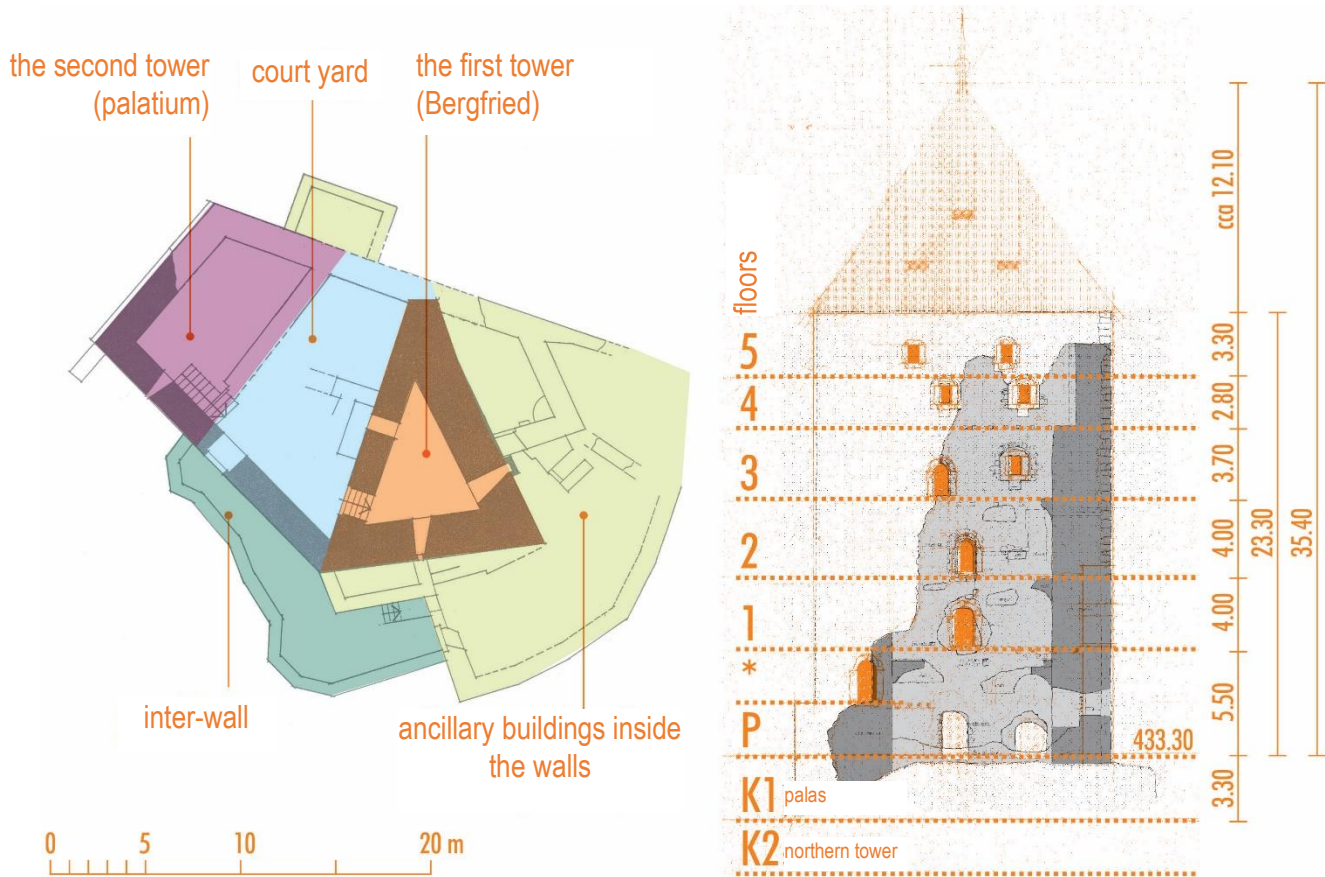 the second tower
(palatium)
court yard
the first tower
(Bergfried)
inter-wall
ancillary buildings inside
the walls
0 5 10 20 m
floors
5
4
3
2
1
*
P
K1 palas
K2 northern tower
433.30
cca 12.10
3.30
2.80
3.70
4.00
4.00
5.50
3.30
23.30
35.40